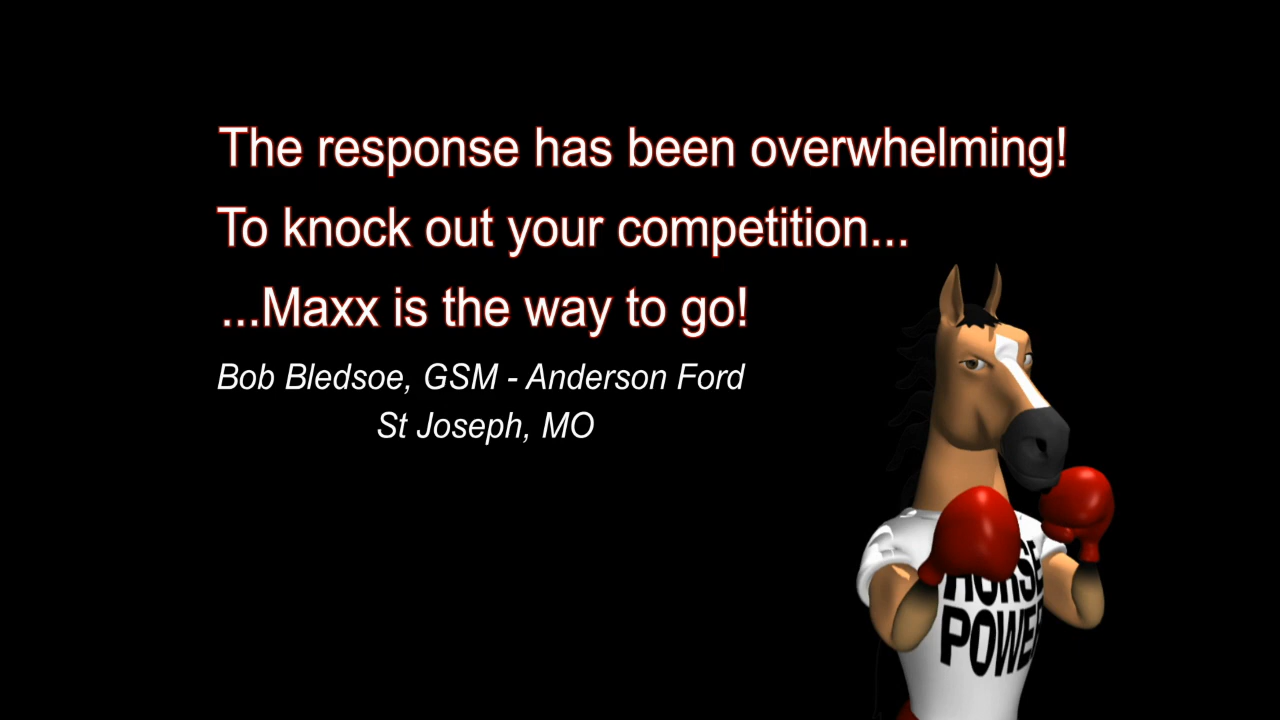 The response has been overwhelming!
To knock out your competition...
...Maxx is the way to go!
Bob Bledsoe, GSM - Anderson Ford
St Joseph, MO
HORSE
POWER